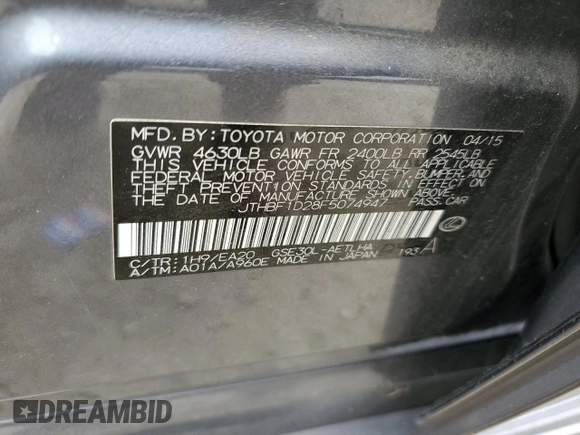 MFD. BY: TOYOTA MOTOR CORPORATION 04/15
GVWR 4630LB GAWR FR 2400LB RR 2545LB
THIS VEHICLE CONFORMS TO ALL APPLICABLE
FEDERAL MOTOR VEHICLE SAFETY, BUMPER, AND
THEFT PREVENTION STANDARDS IN EFFECT ON
THE DATE OF MANUFACTURE SHOWN ABOVE.
JTHBF1D28F5074947 PASS. CAR
C/TR: 1H9/EA20 GSE30L-AETLHA
A/TM: A01A/A960E MADE IN JAPAN 193 A
DREAMBID